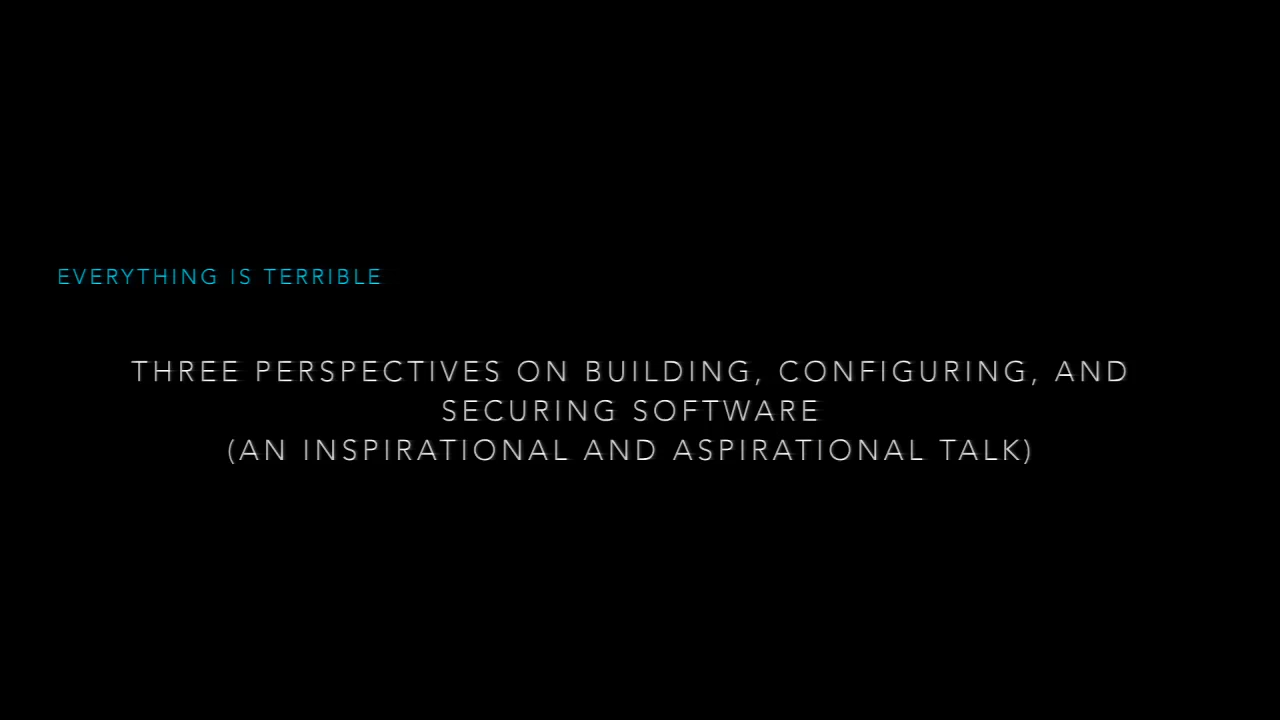 EVERYTHING IS TERRIBLE
THREE PERSPECTIVES ON BUILDING, CONFIGURING, AND
SECURING SOFTWARE
(AN INSPIRATIONAL AND ASPIRATIONAL TALK)